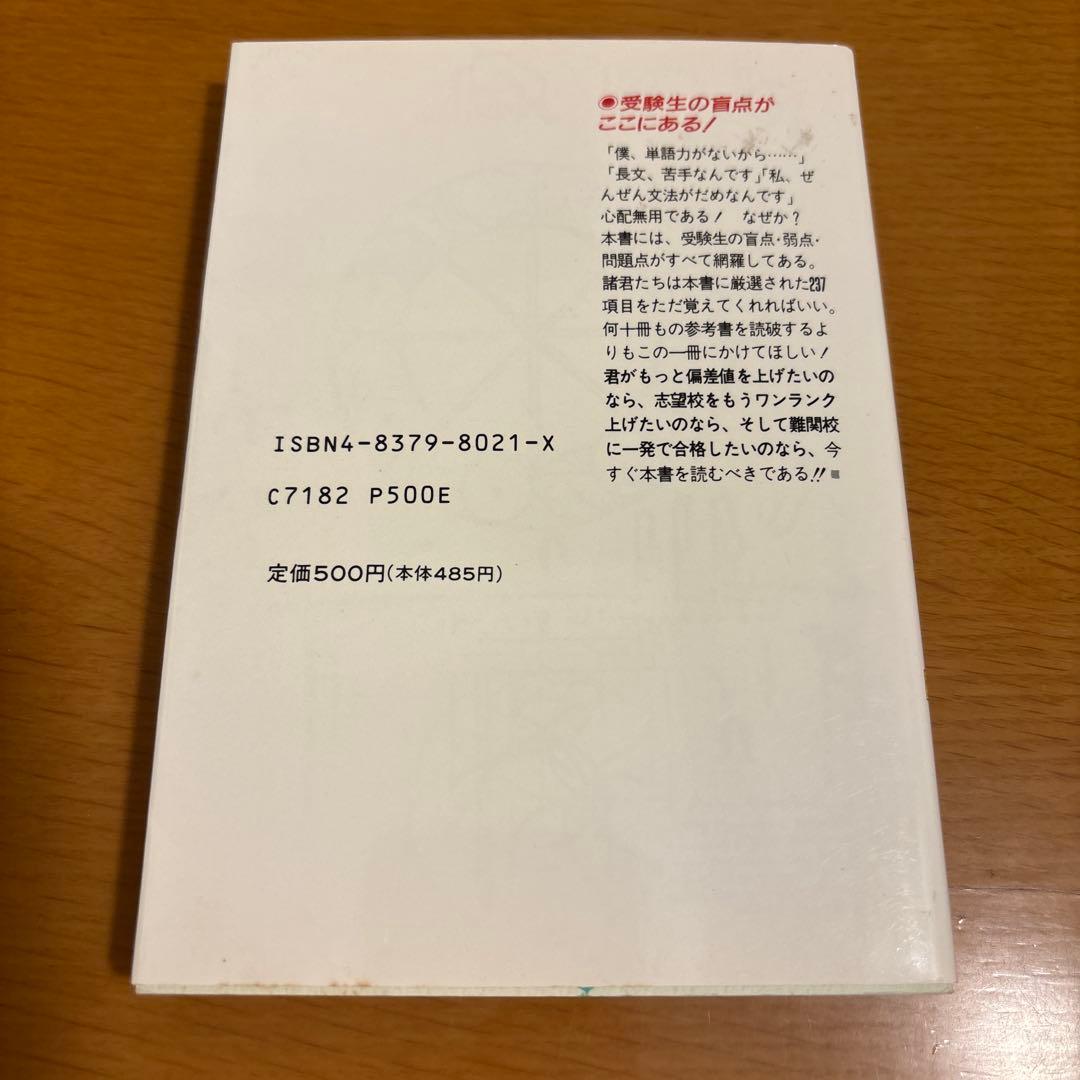 ◉受験生の盲点が
ここにある!
「僕、単語力がないから……」
「長文、苦手なんです」「私、ぜ
んぜん文法がだめなんです」
心配無用である! なぜか?
本書には、受験生の盲点・弱点・
問題点がすべて網羅してある。
諸君たちは本書に厳選された237
項目をただ覚えてくれればいい。
何十冊もの参考書を読破するよ
りもこの一冊にかけてほしい!
君がもっと偏差値を上げたいの
なら、志望校をもうワンランク
上げたいのなら、そして難関校
に一発で合格したいのなら、今
すぐ本書を読むべきである!!■
ISBN4-8379-8021-X
C7182 P500E
定価500円(本体485円)